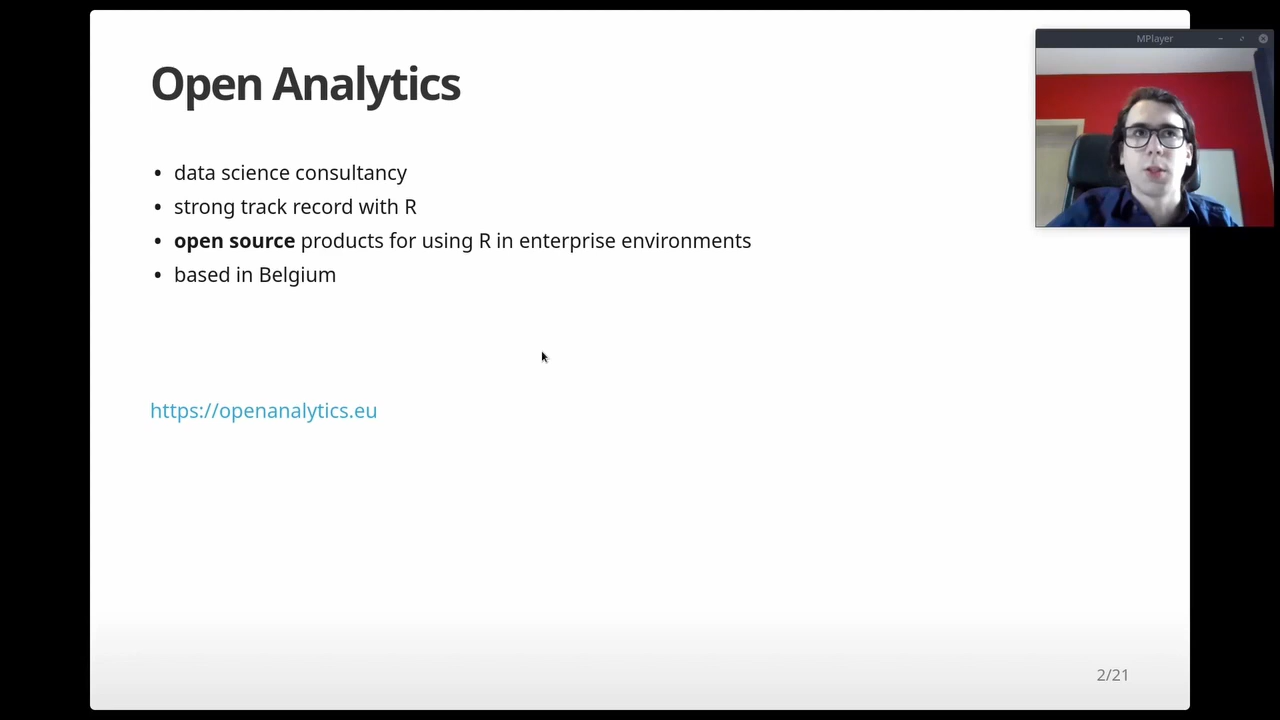 Open Analytics
MPlayer
• data science consultancy
• strong track record with R
• open source products for using R in enterprise environments
• based in Belgium
https://openanalytics.eu
2/21